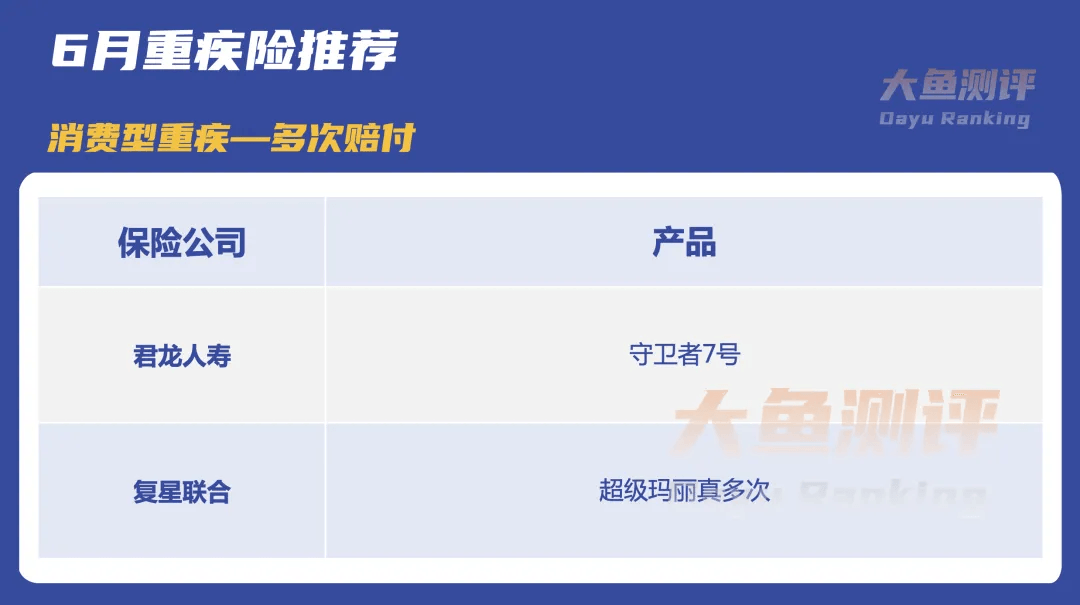 6月重疾险推荐
大鱼测评
Dayu Ranking
消费型重疾—多次赔付
保险公司 产品
君龙人寿 守卫者7号
大鱼测评
复星联合 超级玛丽真多次
Dayu Ranking